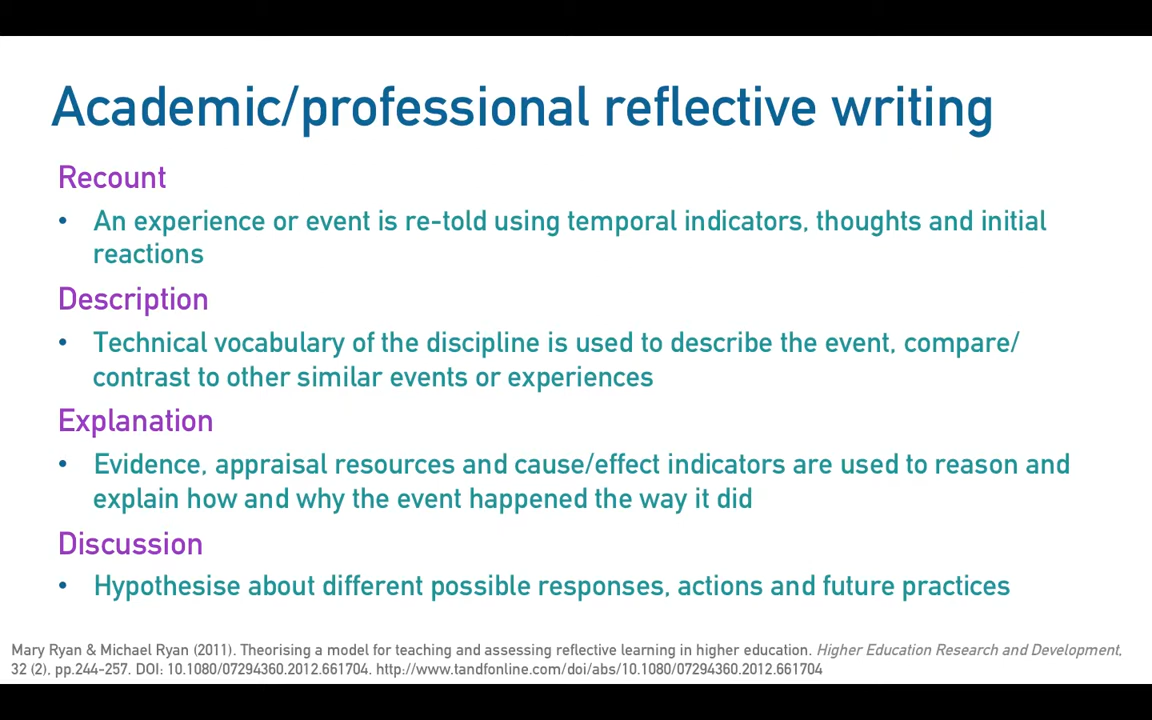 Academic/professional reflective writing
Recount
• An experience or event is re-told using temporal indicators, thoughts and initial
reactions
Description
• Technical vocabulary of the discipline is used to describe the event, compare/
contrast to other similar events or experiences
Explanation
• Evidence, appraisal resources and cause/effect indicators are used to reason and
explain how and why the event happened the way it did
Discussion
• Hypothesise about different possible responses, actions and future practices
Mary Ryan & Michael Ryan (2011). Theorising a model for teaching and assessing reflective learning in higher education. Higher Education Research and Development,
32 (2), pp.244-257. DOI: 10.1080/07294360.2012.661704. http://www.tandfonline.com/doi/abs/10.1080/07294360.2012.661704